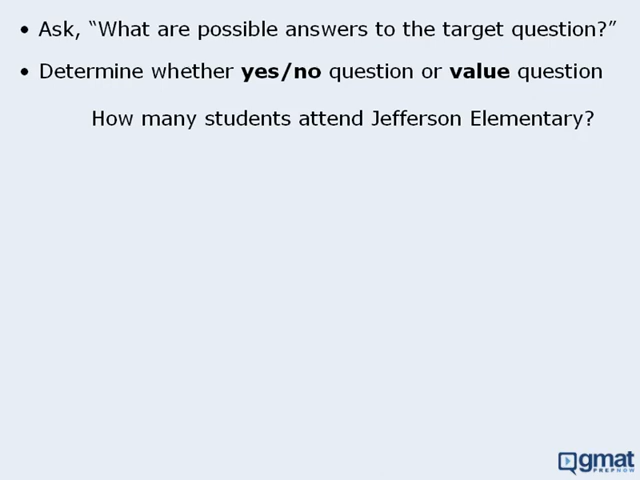 • Ask, “What are possible answers to the target question?”
• Determine whether yes/no question or value question
How many students attend Jefferson Elementary?
gmat
PREPNOW